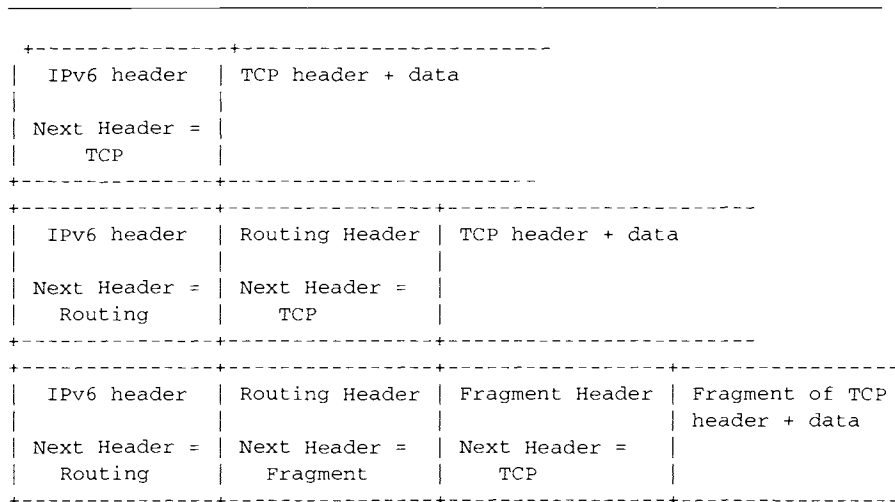 IPv6 header | TCP header + data
Next Header =
TCP
IPv6 header | Routing Header | TCP header + data
Next Header = | Next Header =
Routing | TCP
IPv6 header | Routing Header | Fragment Header | Fragment of TCP
header + data
Next Header = | Next Header = | Next Header =
Routing | Fragment | TCP